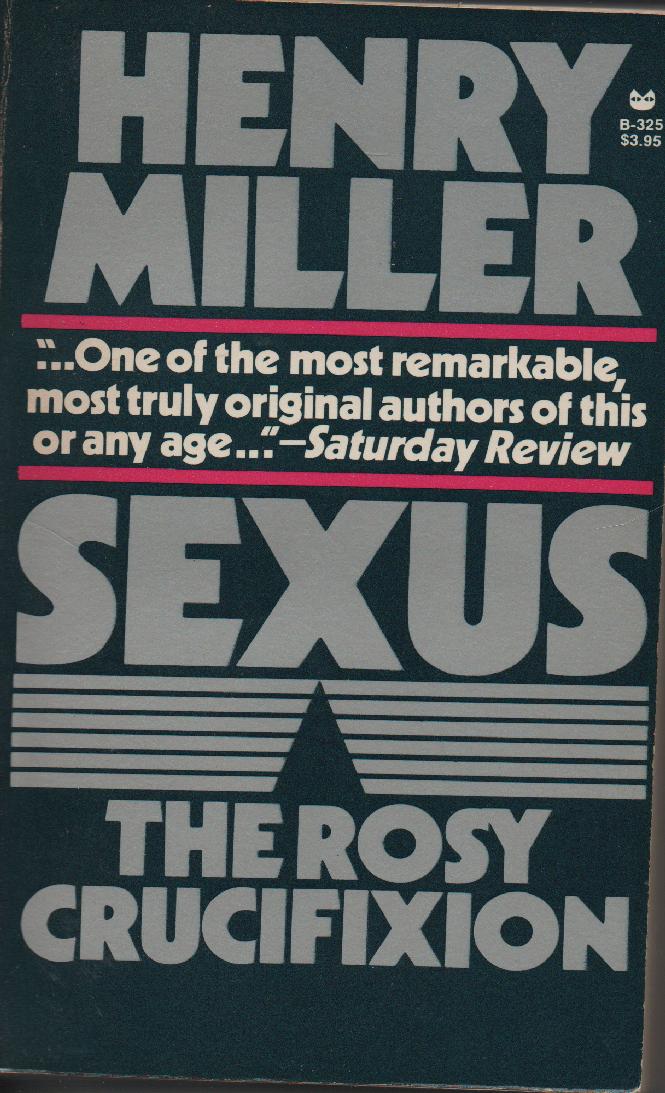 HENRY
B-325
$3.95
MILLER
"...One of the most remarkable,
most truly original authors of this
or any age..."—Saturday Review
SEXUS
THE ROSY
CRUCIFIXION